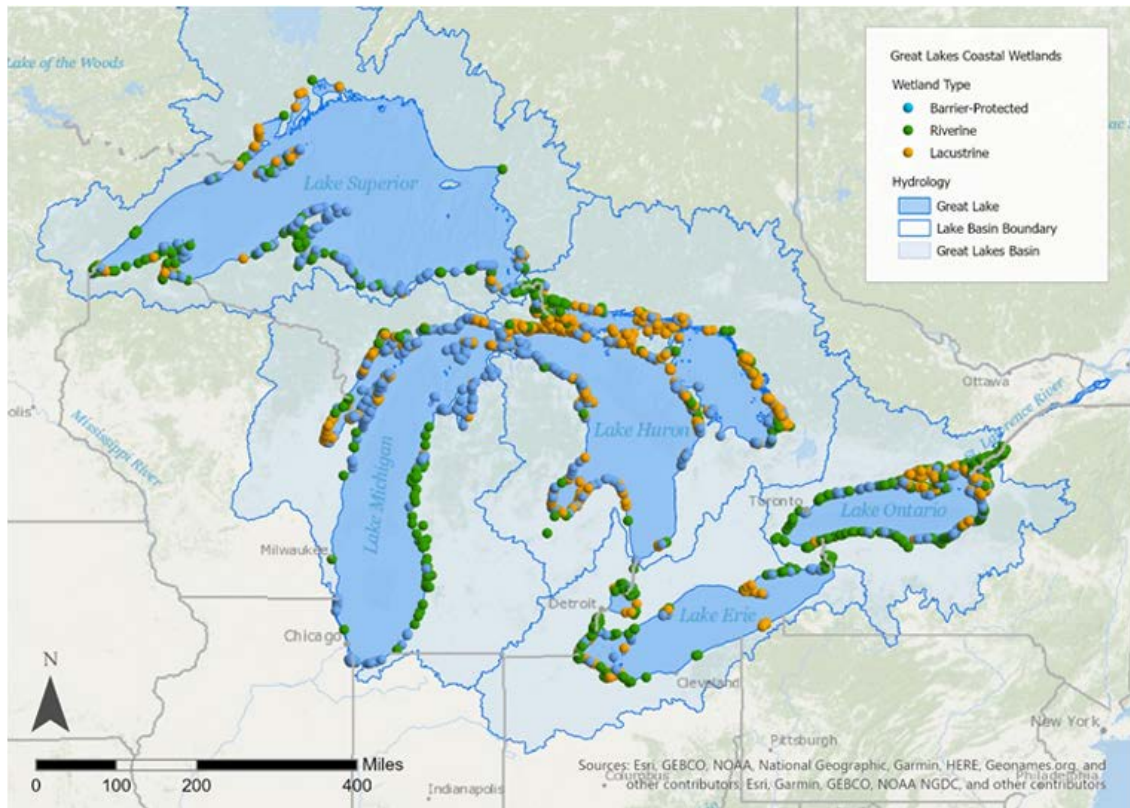 Lake of the Woods
Great Lakes Coastal Wetlands
Wetland Type
Barrier-Protected
Riverine
Lacustrine
Hydrology
Great Lake
Lake Basin Boundary
Great Lakes Basin
Lake Superior
Ottawa
Lawrence River
Mississippi River
Lake Huron
Lake Michigan
Toronto
Lake Ontario
Milwaukee
Detroit
Lake Erie
Chicago
Cleveland
N
New York
Pittsburgh
Miles
0 100 200 400
Sources: Esri, GEBCO, NOAA, National Geographic, Garmin, HERE, Geonames.org, and
other contributors, Esri, Garmin, GEBCO, NOAA NGDC, and other contributors
Columbus
Philadelphia
Indianapolis